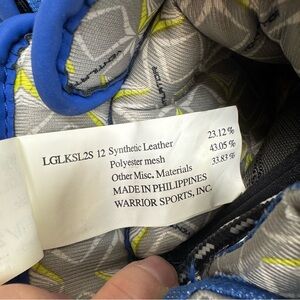 LGLKSL2S 12 Synthetic Leather 23.12 %
Polyester mesh 43.05 %
Other Misc. Materials 33.83 %
MADE IN PHILIPPINES
WARRIOR SPORTS, INC.